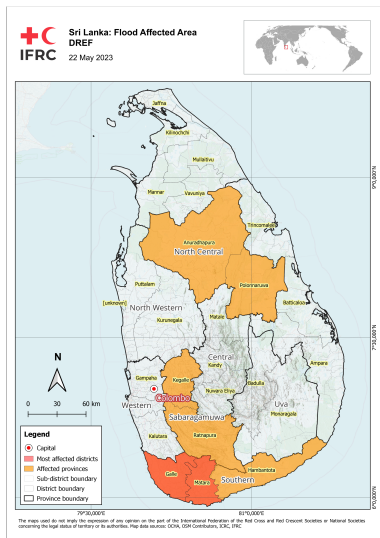 IFRC
Sri Lanka: Flood Affected Area
DREF
22 May 2023
Jaffna
Kilinochchi
Mullaitivu
Mannar
Vavuniya
Trincomalee
Anuradhapura
North Central
Polonnaruwa
Puttalam
Batticaloa
[unknown]
North Western
Matale
Kurunegala
Central
Kandy
Ampara
Gampaha
Kegalle
Nuwara Eliya
Badulla
Colombo
Western
Uva
Monaragala
Sabaragamuwa
Kalutara
Ratnapura
Hambantota
Galle
Matara
Southern
N
0 30 60 km
Legend
Capital
Most affected districts
Affected provinces
Sub-district boundary
District boundary
Province boundary
9°0,000'N
7°30,000'N
6°0,000'N
79°30,000'E
81°0,000'E
The maps used do not imply the expression of any opinion on the part of the International Federation of the Red Cross and Red Crescent Societies or National Societies
concerning the legal status of territory or its authorities. Map data sources: OCHA, OSM Contributors, ICRC, IFRC